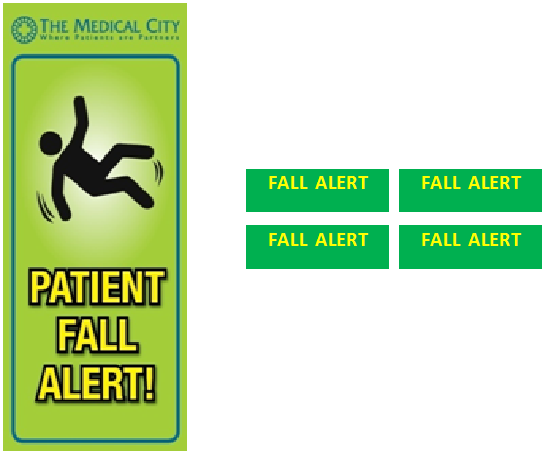 THE MEDICAL CITY
Where Patients are Partners
PATIENT
FALL
ALERT!
FALL ALERT
FALL ALERT
FALL ALERT
FALL ALERT